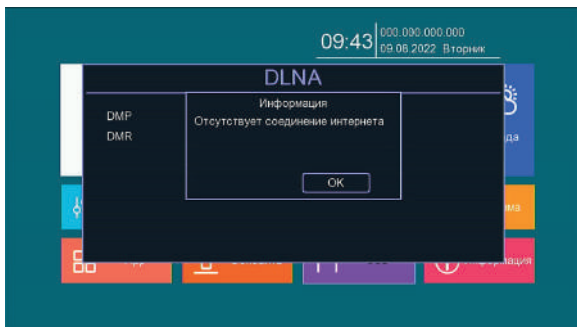 09:43
000.000.000.000
09.08.2022 Вторник
DLNA
DMP
DMR
Информация
Отсутствует соединение интернета
OK